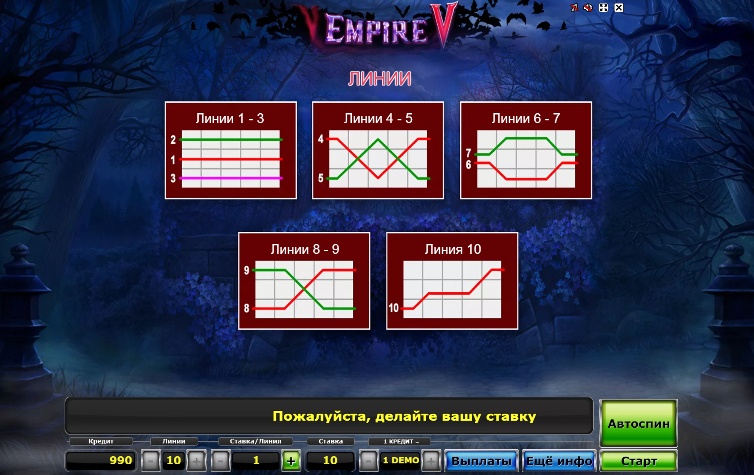 V EMPIRE V
ЛИНИИ
Линии 1 - 3
2
1
3
Линии 4 - 5
4
5
Линии 6 - 7
7
6
Линии 8 - 9
9
8
Линия 10
10
Пожалуйста, делайте вашу ставку
Автоспин
Кредит
Линии
Ставка/Линия
Ставка
1 КРЕДИТ =
990
- 10 +
- 1 +
10
- 1 DEMO +
Выплаты
Ещё инфо
Старт